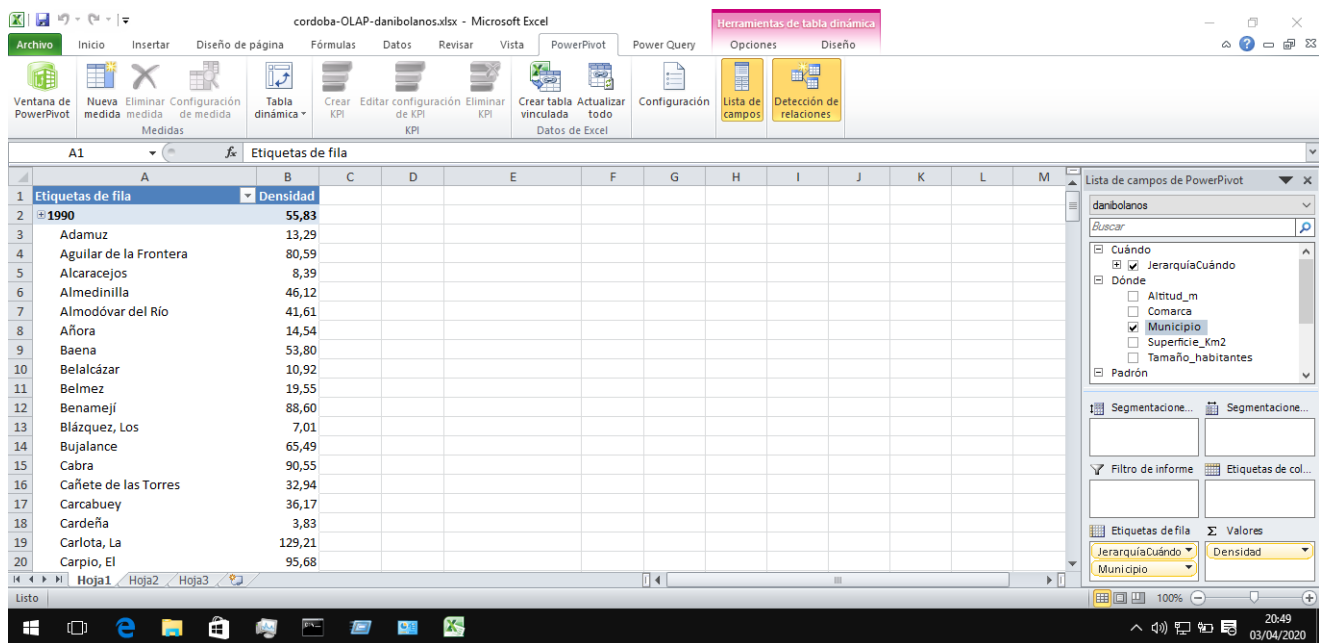 cordoba-OLAP-danibolanos.xlsx - Microsoft Excel
Herramientas de tabla dinámica
Archivo Inicio Insertar Diseño de página Fórmulas Datos Revisar Vista PowerPivot Power Query Opciones Diseño
Ventana de PowerPivot
Nueva medida
Eliminar medida
Configuración de medida
Medidas
Tabla dinámica
Crear KPI
Editar configuración de KPI
Eliminar KPI
KPI
Crear tabla vinculada
Actualizar todo
Datos de Excel
Configuración
Lista de campos
Detección de relaciones
A1 fx Etiquetas de fila
A B C D E F G H I J K L M
1 Etiquetas de fila Densidad
2 1990 55,83
3 Adamuz 13,29
4 Aguilar de la Frontera 80,59
5 Alcaracejos 8,39
6 Almedinilla 46,12
7 Almodóvar del Río 41,61
8 Añora 14,54
9 Baena 53,80
10 Belalcázar 10,92
11 Belmez 19,55
12 Benamejí 88,60
13 Blázquez, Los 7,01
14 Bujalance 65,49
15 Cabra 90,55
16 Cañete de las Torres 32,94
17 Carcabuey 36,17
18 Cardeña 3,83
19 Carlota, La 129,21
20 Carpio, El 95,68
Hoja1 Hoja2 Hoja3
Listo
100%
Lista de campos de PowerPivot
danibolanos
Buscar
Cuándo
JerarquíaCuándo
Dónde
Altitud_m
Comarca
Municipio
Superficie_Km2
Tamaño_habitantes
Padrón
Segmentacione... Segmentacione...
Filtro de informe Etiquetas de col...
Etiquetas de fila Σ Valores
JerarquíaCuándo Densidad
Municipio
20:49
03/04/2020